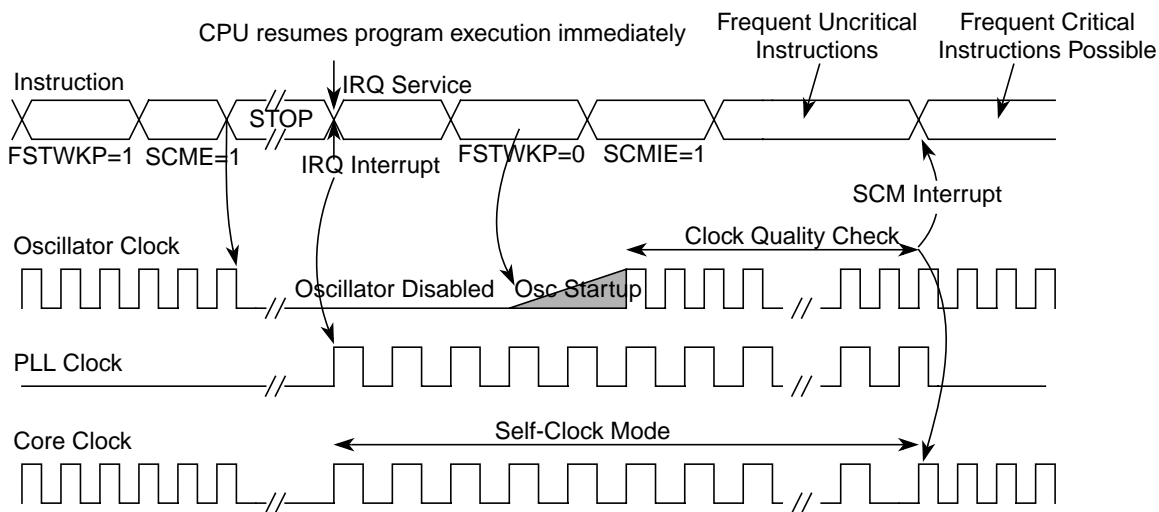 CPU resumes program execution immediately
Frequent Uncritical
Instructions
Frequent Critical
Instructions Possible
Instruction
IRQ Service
STOP
FSTWKP=1
SCME=1
IRQ Interrupt
FSTWKP=0
SCMIE=1
SCM Interrupt
Oscillator Clock
Clock Quality Check
Oscillator Disabled
Osc Startup
PLL Clock
Core Clock
Self-Clock Mode